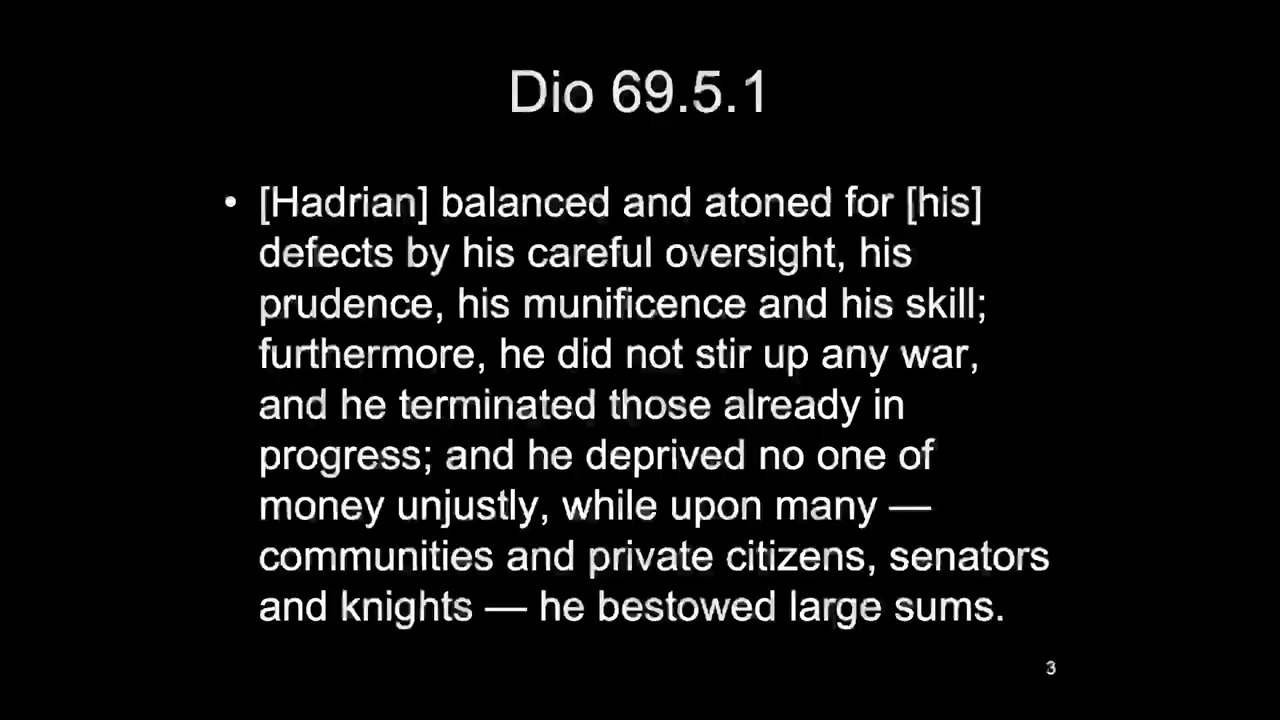 Dio 69.5.1
• [Hadrian] balanced and atoned for [his]
defects by his careful oversight, his
prudence, his munificence and his skill;
furthermore, he did not stir up any war,
and he terminated those already in
progress; and he deprived no one of
money unjustly, while upon many —
communities and private citizens, senators
and knights — he bestowed large sums.
3